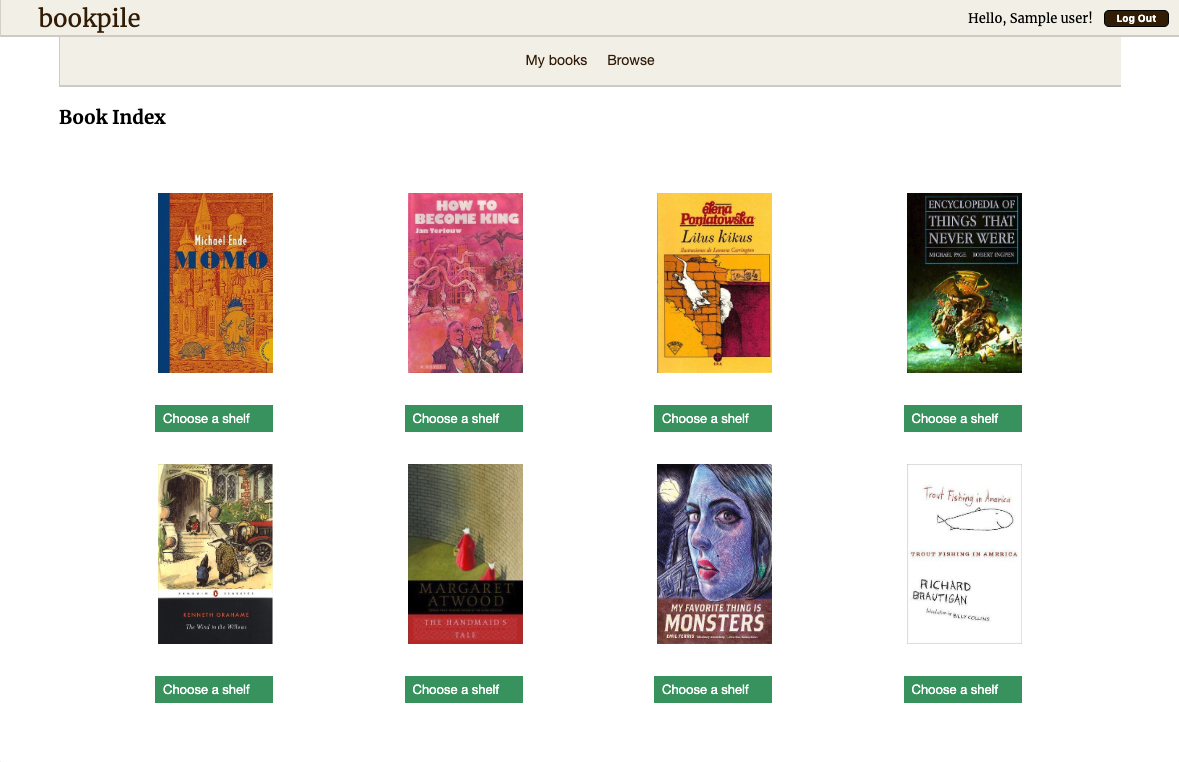 bookpile
Hello, Sample user!
Log Out
My books
Browse
Book Index
Michael Ende
MOMO
HOW TO
BECOME KING
Jan Terlouw
elena
Poniatowska
Lilus Kikus
Ilustraciones de Leonora Carrington
ENCYCLOPEDIA OF
THINGS THAT
NEVER WERE
MICHAEL PAGE ROBERT INGPEN
Choose a shelf
Choose a shelf
Choose a shelf
Choose a shelf
PENGUIN CLASSICS
KENNETH GRAHAME
The Wind in the Willows
MARGARET
ATWOOD
THE HANDMAID'S
TALE
MY FAVORITE THING IS
MONSTERS
EMIL FERRIS
Trout Fishing in America
TROUT FISHING IN AMERICA
RICHARD
BRAUTIGAN
Introduction by BILLY COLLINS
Choose a shelf
Choose a shelf
Choose a shelf
Choose a shelf